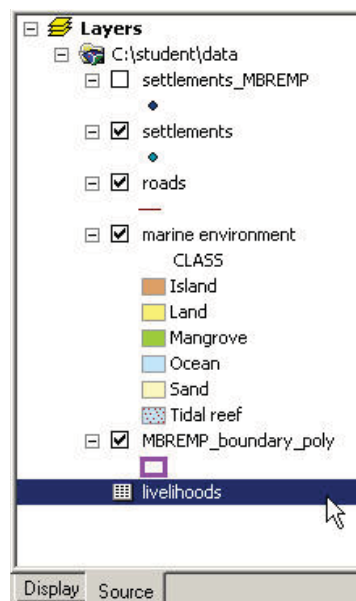 Layers
C:\student\data
settlements_MBREMP
settlements
roads
marine environment
CLASS
Island
Land
Mangrove
Ocean
Sand
Tidal reef
MBREMP_boundary_poly
livelihoods
Display Source